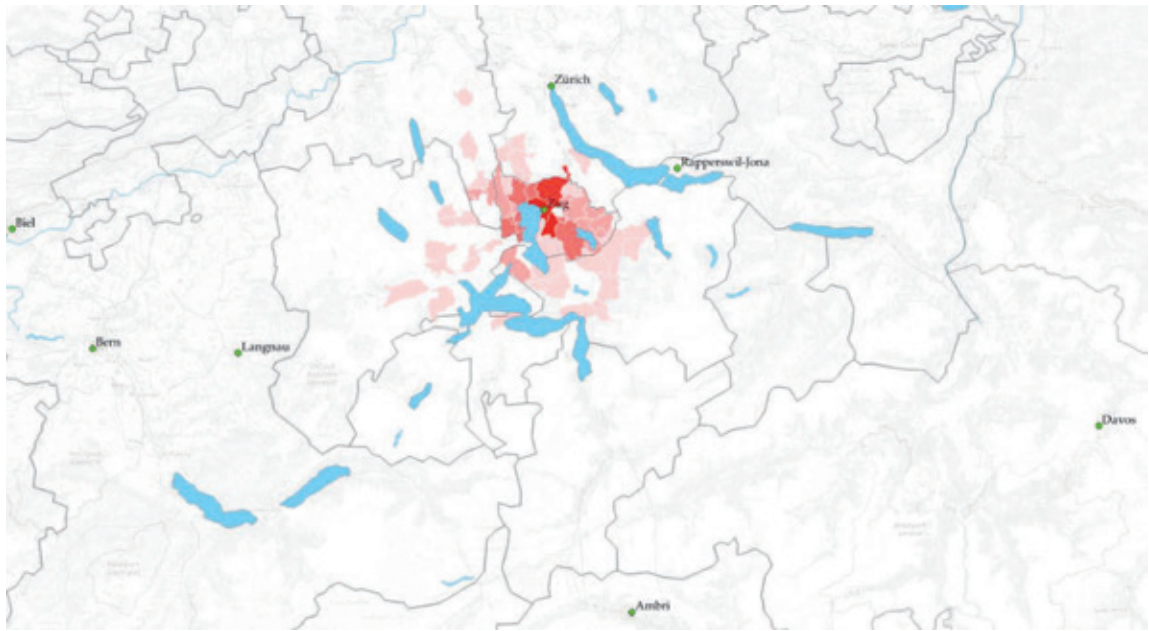 Zürich
Rapperswil-Jona
Zug
Biel
Bern
Langnau
Davos
Ambri